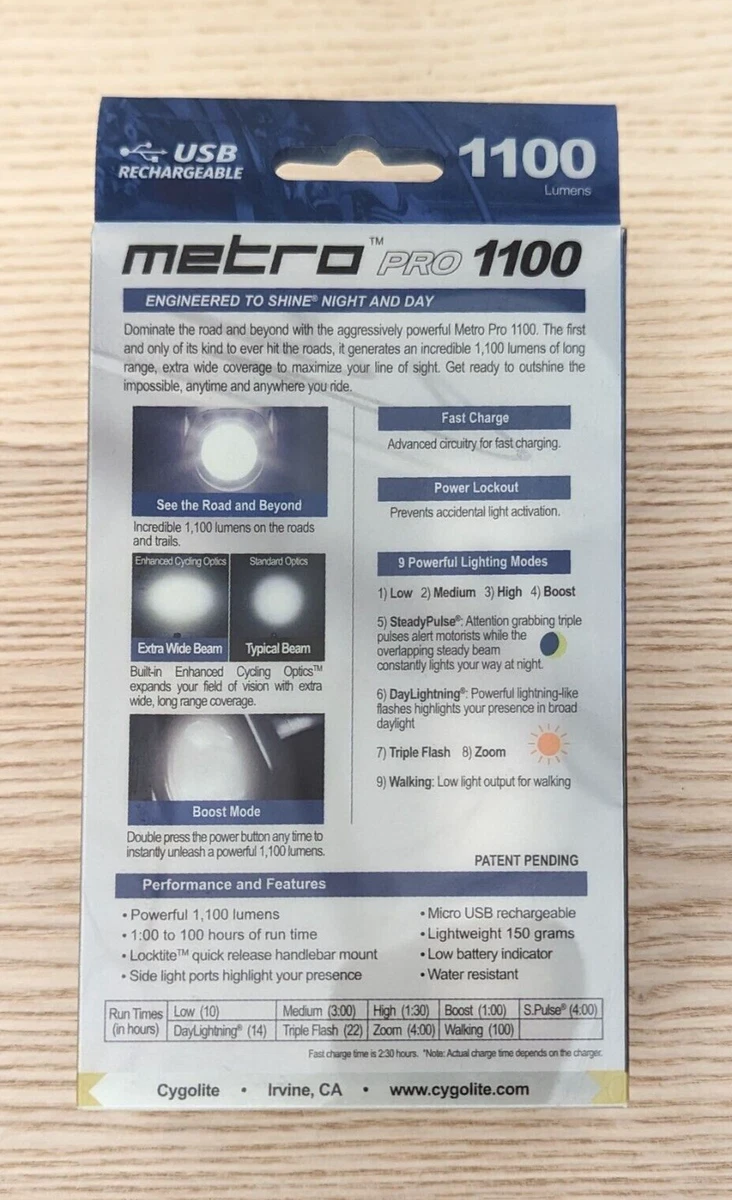 USB
RECHARGEABLE
1100
Lumens
metro™ PRO 1100
ENGINEERED TO SHINE® NIGHT AND DAY
Dominate the road and beyond with the aggressively powerful Metro Pro 1100. The first
and only of its kind to ever hit the roads, it generates an incredible 1,100 lumens of long
range, extra wide coverage to maximize your line of sight. Get ready to outshine the
impossible, anytime and anywhere you ride.
See the Road and Beyond
Incredible 1,100 lumens on the roads
and trails.
Enhanced Cycling Optics
Standard Optics
Extra Wide Beam
Typical Beam
Built-in Enhanced Cycling Optics™
expands your field of vision with extra
wide, long range coverage.
Boost Mode
Double press the power button any time to
instantly unleash a powerful 1,100 lumens.
Fast Charge
Advanced circuitry for fast charging.
Power Lockout
Prevents accidental light activation.
9 Powerful Lighting Modes
1) Low 2) Medium 3) High 4) Boost
5) SteadyPulse®: Attention grabbing triple
pulses alert motorists while the
overlapping steady beam
constantly lights your way at night.
6) DayLightning®: Powerful lightning-like
flashes highlights your presence in broad
daylight
7) Triple Flash 8) Zoom
9) Walking: Low light output for walking
PATENT PENDING
Performance and Features
• Powerful 1,100 lumens
• 1:00 to 100 hours of run time
• Locktite™ quick release handlebar mount
• Side light ports highlight your presence
• Micro USB rechargeable
• Lightweight 150 grams
• Low battery indicator
• Water resistant
Run Times
(in hours)
Low (10) Medium (3:00) High (1:30) Boost (1:00) S.Pulse® (4:00)
DayLightning® (14) Triple Flash (22) Zoom (4:00) Walking (100)
Fast charge time is 2:30 hours. *Note: Actual charge time depends on the charger.
Cygolite • Irvine, CA • www.cygolite.com